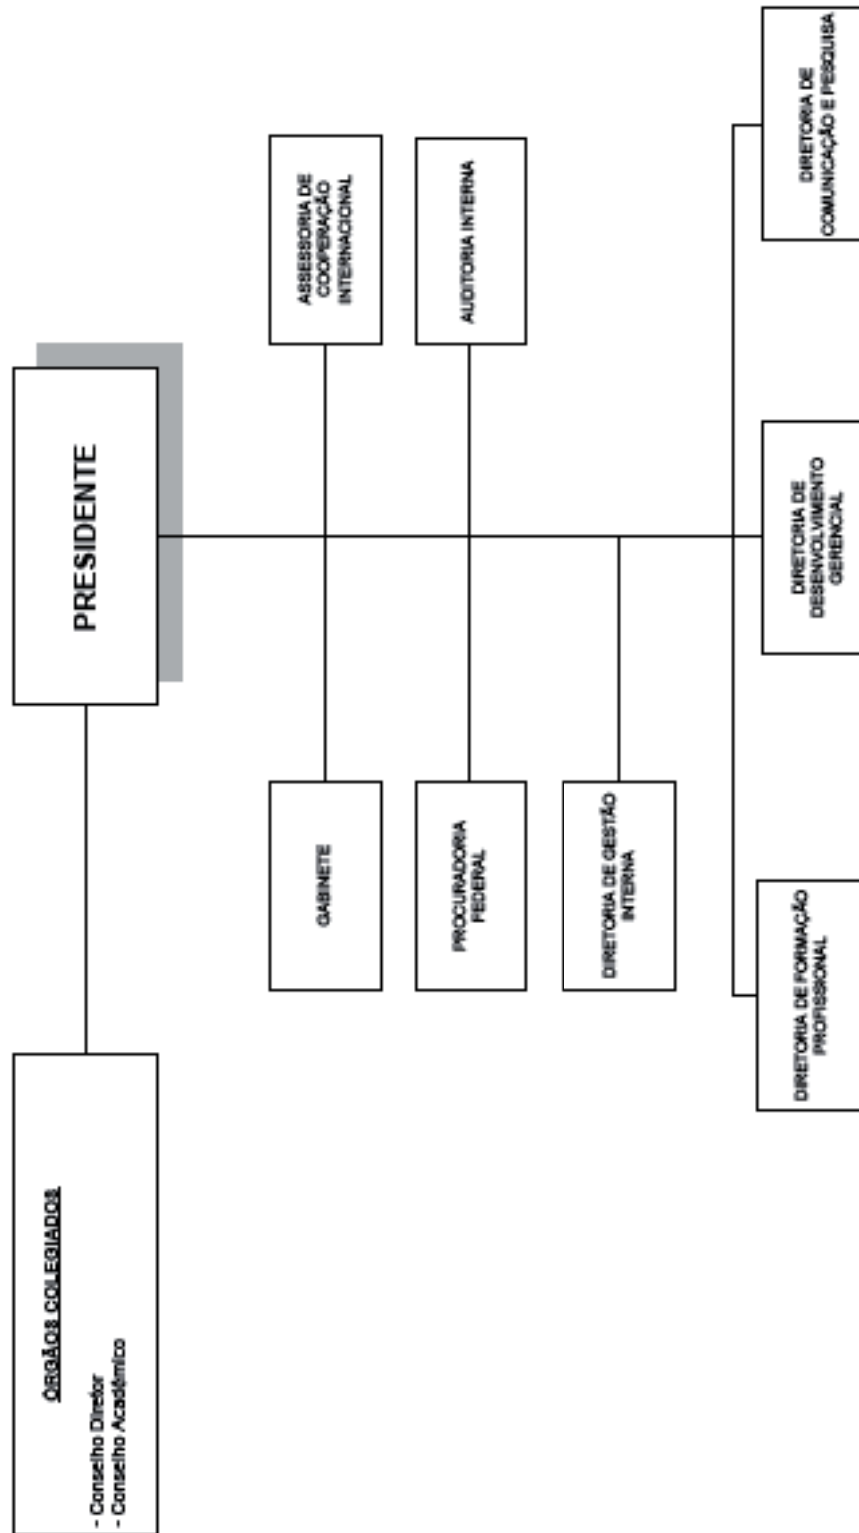 ÓRGÃOS COLEGIADOS
- Conselho Diretor
- Conselho Acadêmico
PRESIDENTE
GABINETE
ASSESSORIA DE
COOPERAÇÃO
INTERNACIONAL
PROCURADORIA
FEDERAL
AUDITORIA INTERNA
DIRETORIA DE GESTÃO
INTERNA
DIRETORIA DE FORMAÇÃO
PROFISSIONAL
DIRETORIA DE
DESENVOLVIMENTO
GERENCIAL
DIRETORIA DE
COMUNICAÇÃO E PESQUISA